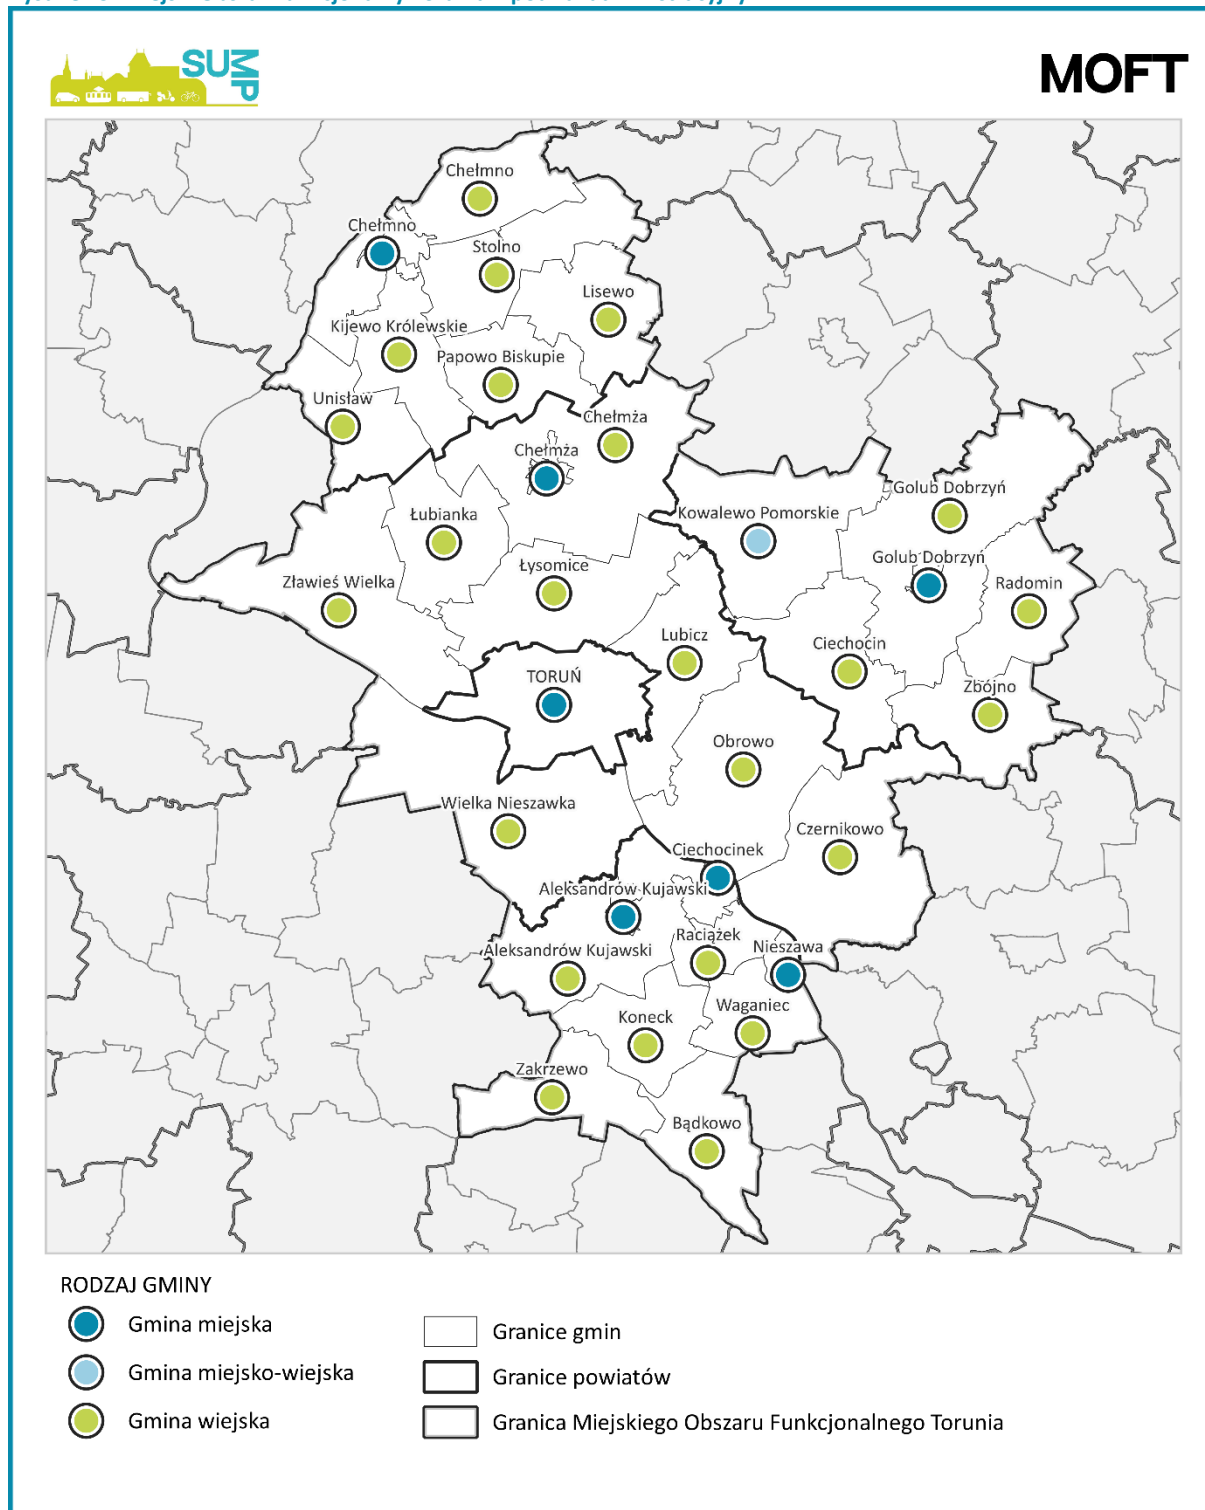 SUMP
MOFT
Chełmno
Chełmno
Stolno
Lisewo
Kijewo Królewskie
Papowo Biskupie
Unisław
Chełmża
Chełmża
Golub Dobrzyń
Łubianka
Kowalewo Pomorskie
Golub Dobrzyń
Łysomice
Zławieś Wielka
Radomin
Lubicz
Ciechocin
TORUŃ
Zbójno
Obrowo
Wielka Nieszawka
Czernikowo
Ciechocinek
Aleksandrów Kujawski
Raciążek
Nieszawa
Aleksandrów Kujawski
Waganiec
Koneck
Zakrzewo
Bądkowo
RODZAJ GMINY
Gmina miejska
Gmina miejsko-wiejska
Gmina wiejska
Granice gmin
Granice powiatów
Granica Miejskiego Obszaru Funkcjonalnego Torunia